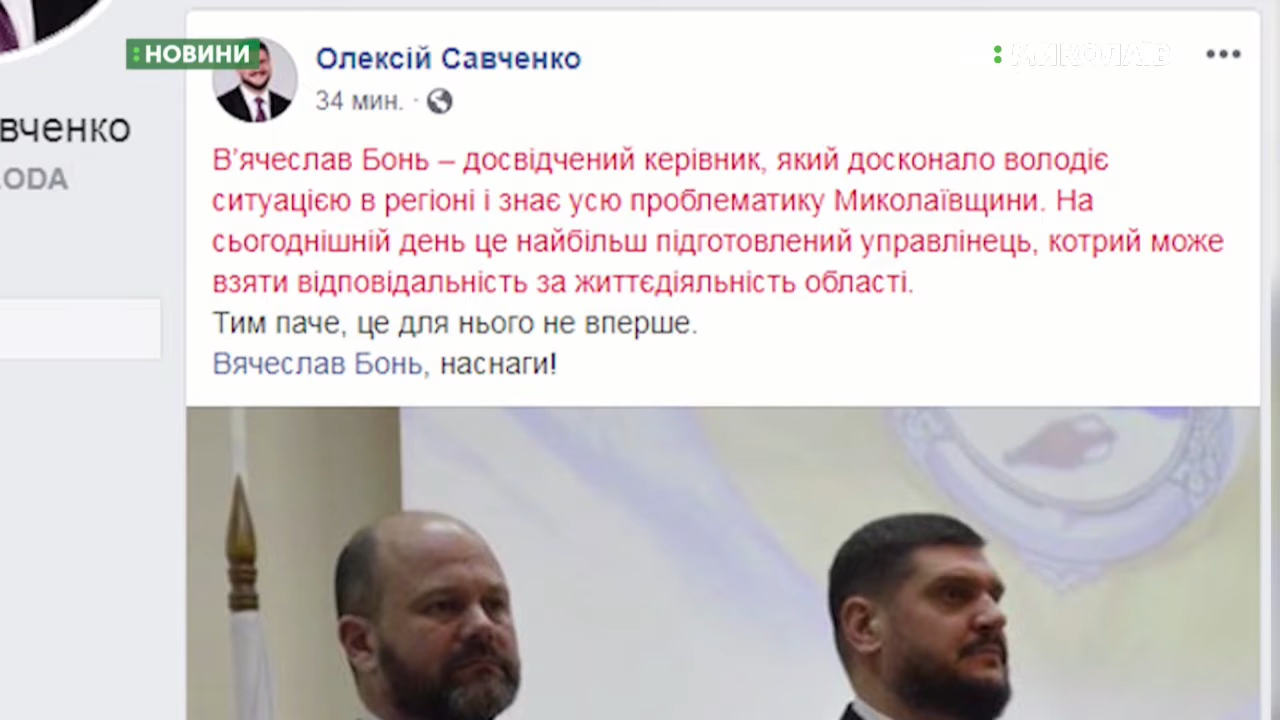 НОВИНИ
МИКОЛАЇВ
Олексій Савченко
34 мин.
вченко
ODA
В'ячеслав Бонь – досвідчений керівник, який досконало володіє
ситуацією в регіоні і знає усю проблематику Миколаївщини. На
сьогоднішній день це найбільш підготовлений управлінець, котрий може
взяти відповідальність за життєдіяльність області.
Тим паче, це для нього не вперше.
Вячеслав Бонь, наснаги!